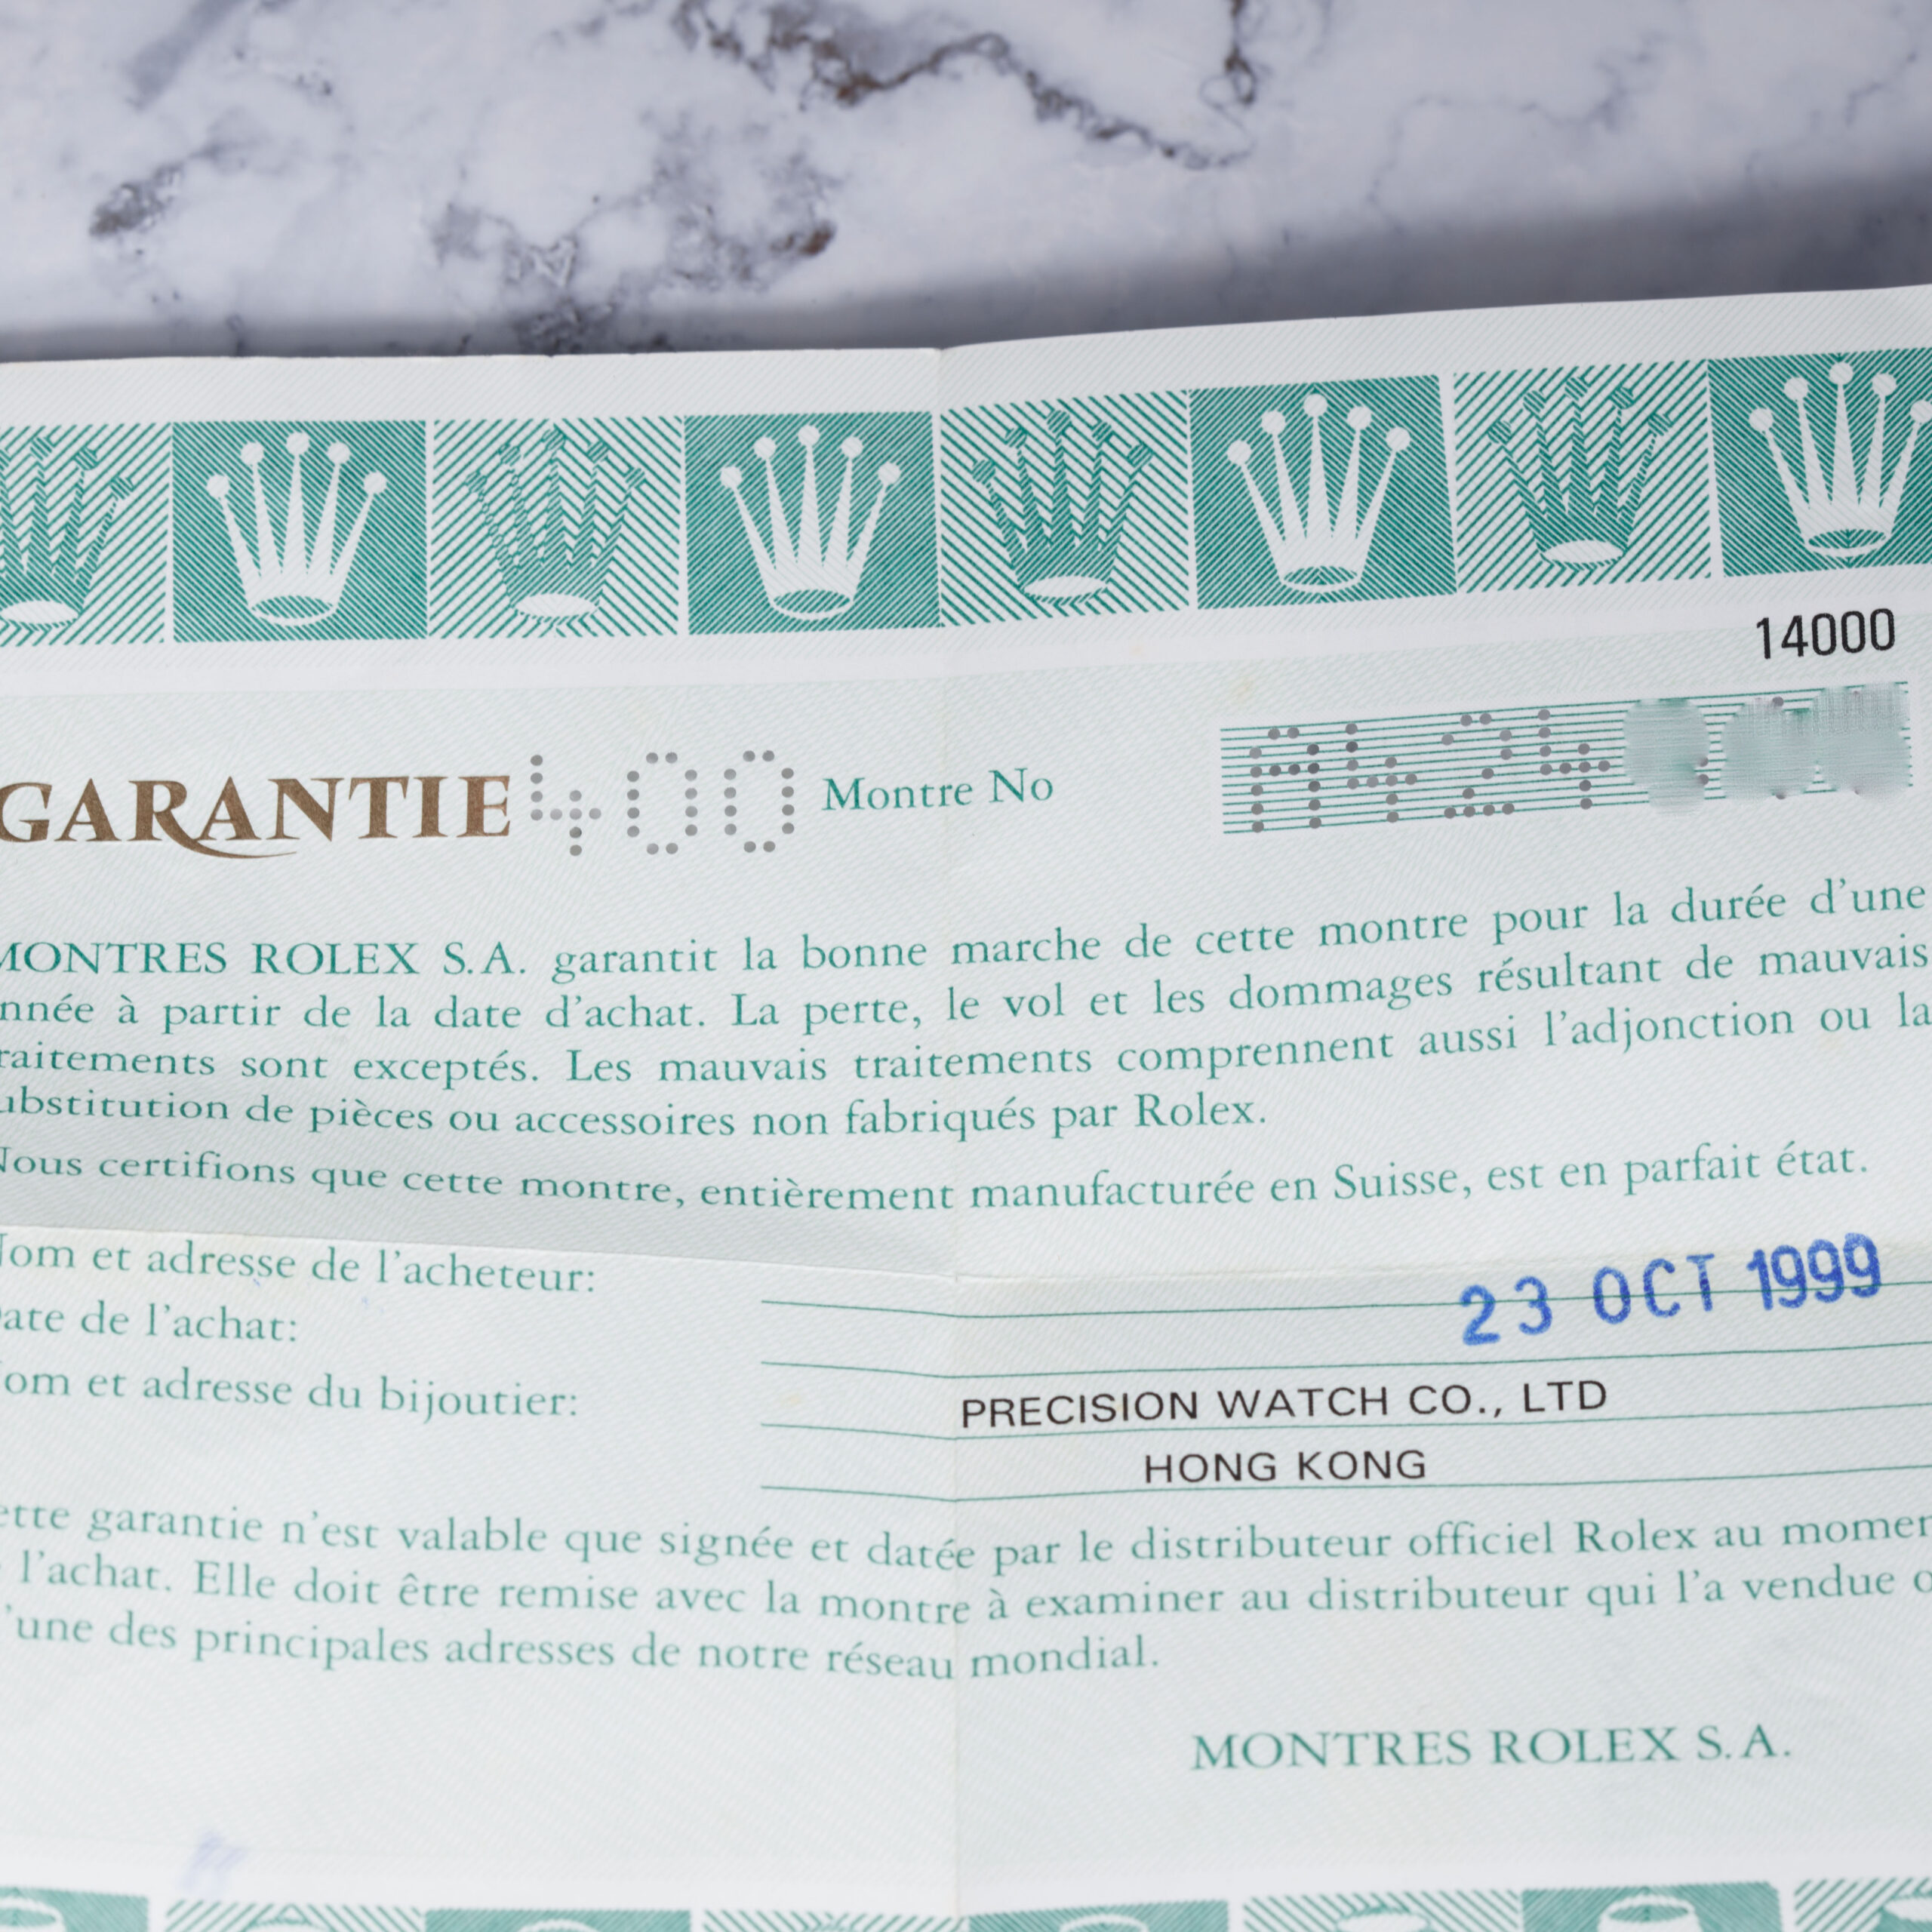 14000
GARANTIE 400 Montre No A424
MONTRES ROLEX S.A. garantit la bonne marche de cette montre pour la durée d'une
nnée à partir de la date d'achat. La perte, le vol et les dommages résultant de mauvais
raitements sont exceptés. Les mauvais traitements comprennent aussi l'adjonction ou la
ubstitution de pièces ou accessoires non fabriqués par Rolex.
Nous certifions que cette montre, entièrement manufacturée en Suisse, est en parfait état.
Nom et adresse de l'acheteur:
23 OCT 1999
ate de l'achat:
om et adresse du bijoutier: PRECISION WATCH CO., LTD
HONG KONG
ette garantie n'est valable que signée et datée par le distributeur officiel Rolex au momen
l'achat. Elle doit être remise avec la montre à examiner au distributeur qui l'a vendue o
'une des principales adresses de notre réseau mondial.
MONTRES ROLEX S.A.